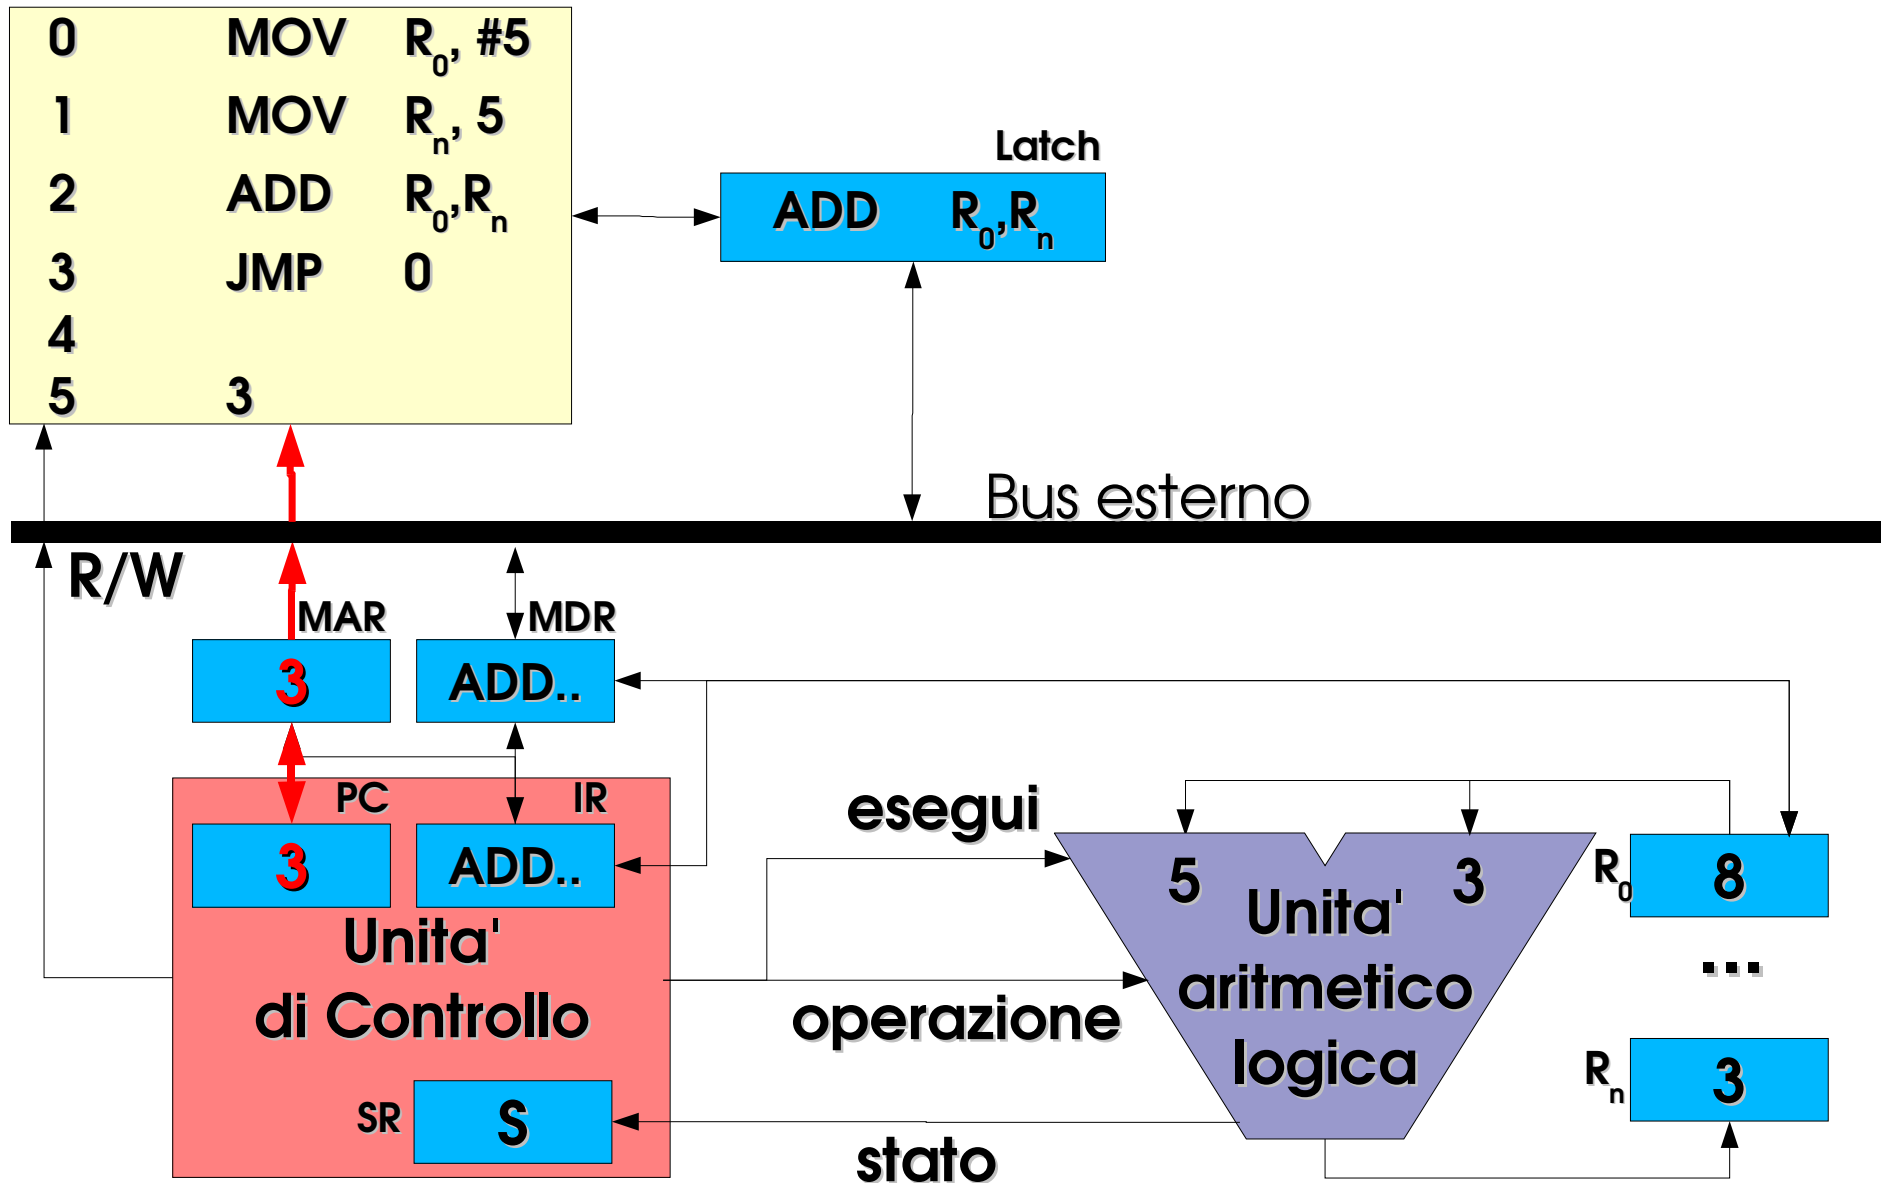 0 MOV R0, #5
1 MOV Rn, 5
2 ADD R0,Rn
3 JMP 0
4
5 3
Latch
ADD R0,Rn
Bus esterno
R/W
MAR
MDR
3
ADD..
PC
IR
3
ADD..
Unita'
di Controllo
SR
S
esegui
operazione
stato
5
3
Unita'
aritmetico
logica
R0
8
...
Rn
3